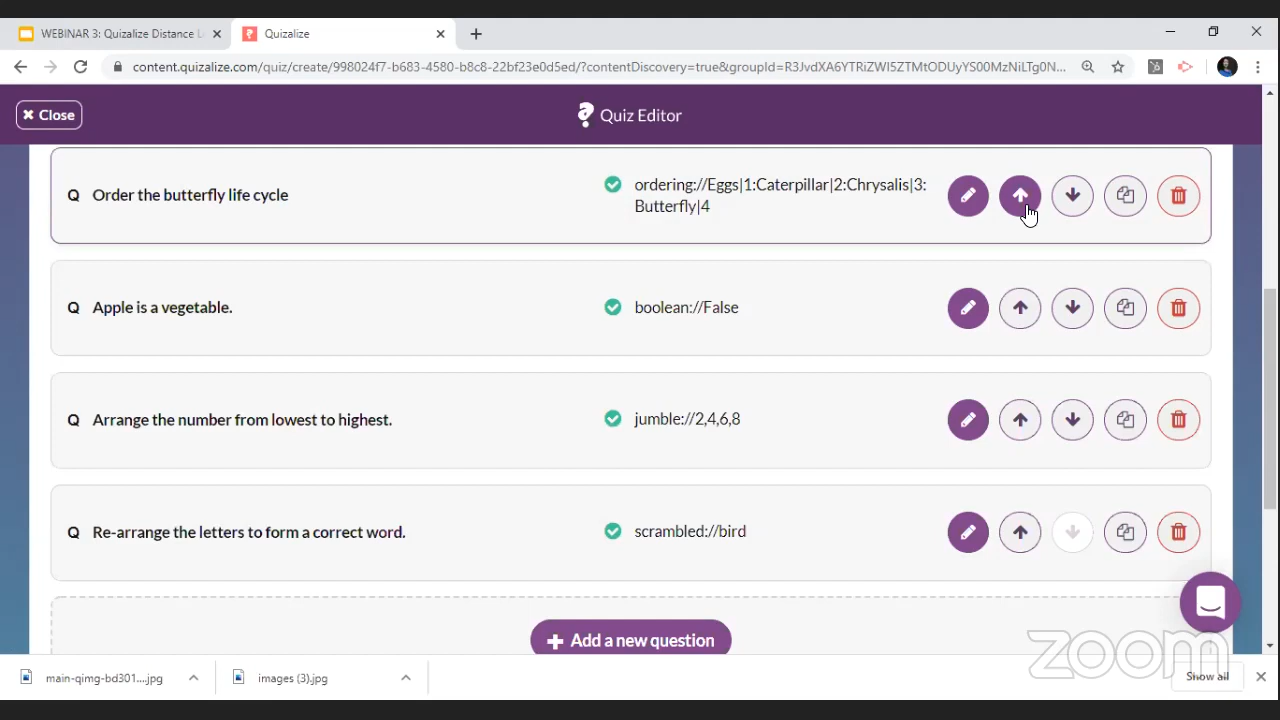 WEBINAR 3: Quizalize Distance L
Quizalize
content.quizalize.com/quiz/create/998024f7-b683-4580-b8c8-22bf23e0d5ed/?contentDiscovery=true&groupId=R3JvdXA6YTRiZWI5ZTMtODUyYS00MzNiLTg0N...
Close
Quiz Editor
Q Order the butterfly life cycle
ordering://Eggs|1:Caterpillar|2:Chrysalis|3:
Butterfly|4
Q Apple is a vegetable.
boolean://False
Q Arrange the number from lowest to highest.
jumble://2,4,6,8
Q Re-arrange the letters to form a correct word.
scrambled://bird
+ Add a new question
zoom
main-qimg-bd301....jpg
images (3).jpg
Show all